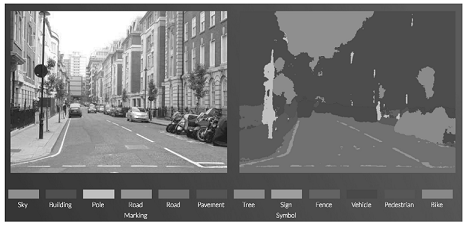 Sky Building Pole Road Road Pavement Tree Sign Fence Vehicle Pedestrian Bike
Marking Symbol